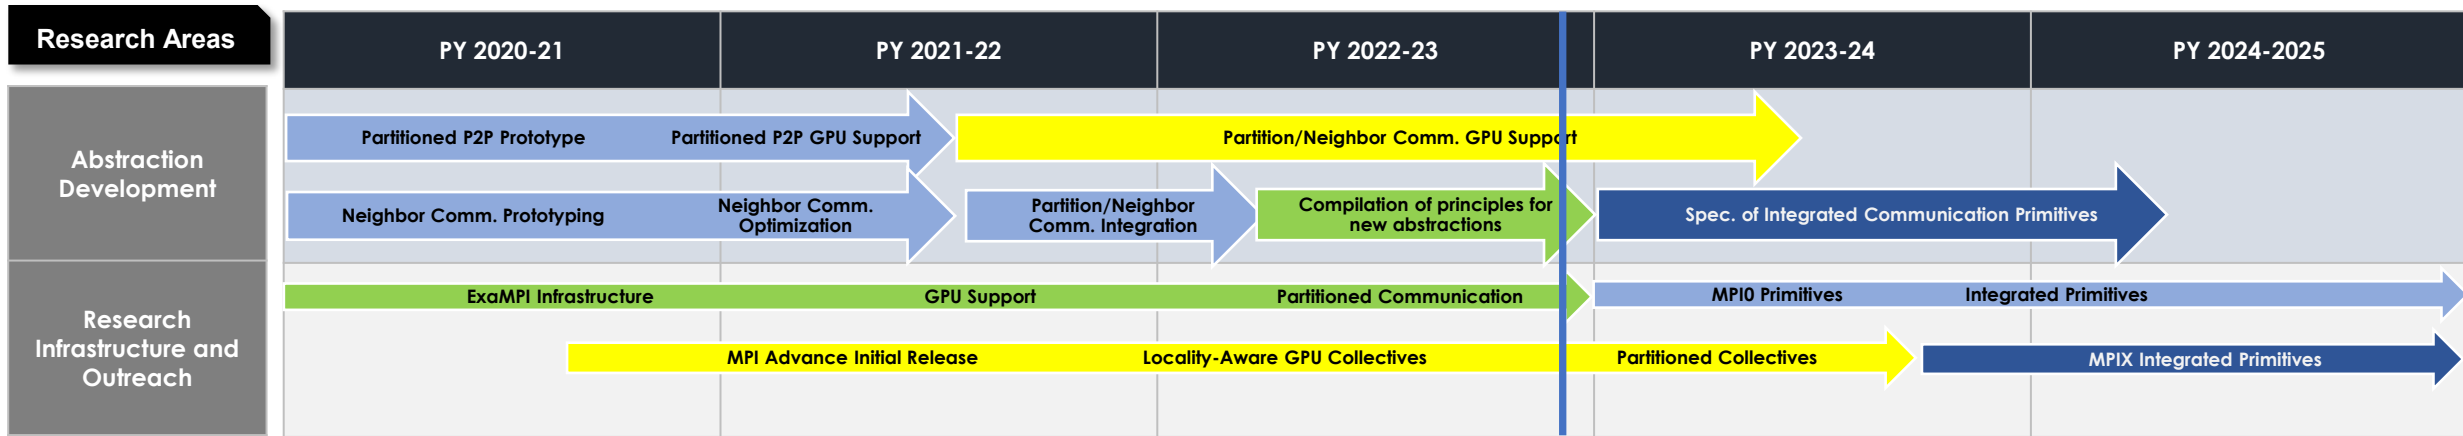 Research Areas
PY 2020-21
PY 2021-22
PY 2022-23
PY 2023-24
PY 2024-2025
Abstraction
Development
Partitioned P2P Prototype
Partitioned P2P GPU Support
Partition/Neighbor Comm. GPU Support
Neighbor Comm. Prototyping
Neighbor Comm.
Optimization
Partition/Neighbor
Comm. Integration
Compilation of principles for
new abstractions
Spec. of Integrated Communication Primitives
Research
Infrastructure and
Outreach
ExaMPI Infrastructure
GPU Support
Partitioned Communication
MPI0 Primitives
Integrated Primitives
MPI Advance Initial Release
Locality-Aware GPU Collectives
Partitioned Collectives
MPIX Integrated Primitives